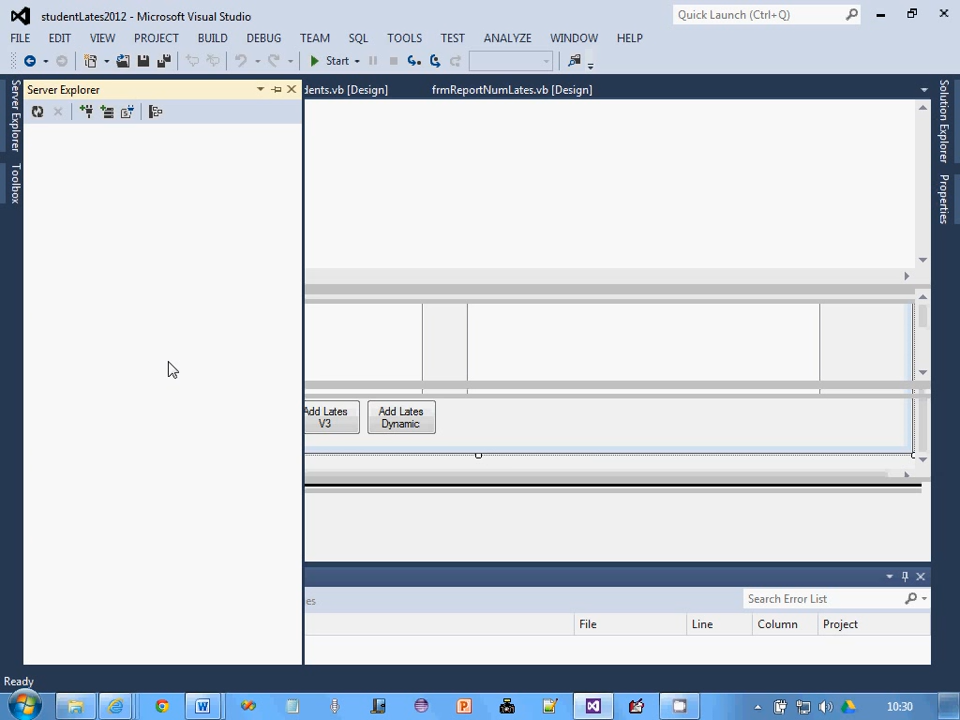 studentLates2012 - Microsoft Visual Studio
Quick Launch (Ctrl+Q)
FILE EDIT VIEW PROJECT BUILD DEBUG TEAM SQL TOOLS TEST ANALYZE WINDOW HELP
Start
Server Explorer
dents.vb [Design]
frmReportNumLates.vb [Design]
Server Explorer
Toolbox
Solution Explorer
Properties
Add Lates
V3
Add Lates
Dynamic
es
Search Error List
File Line Column Project
Ready
10:30